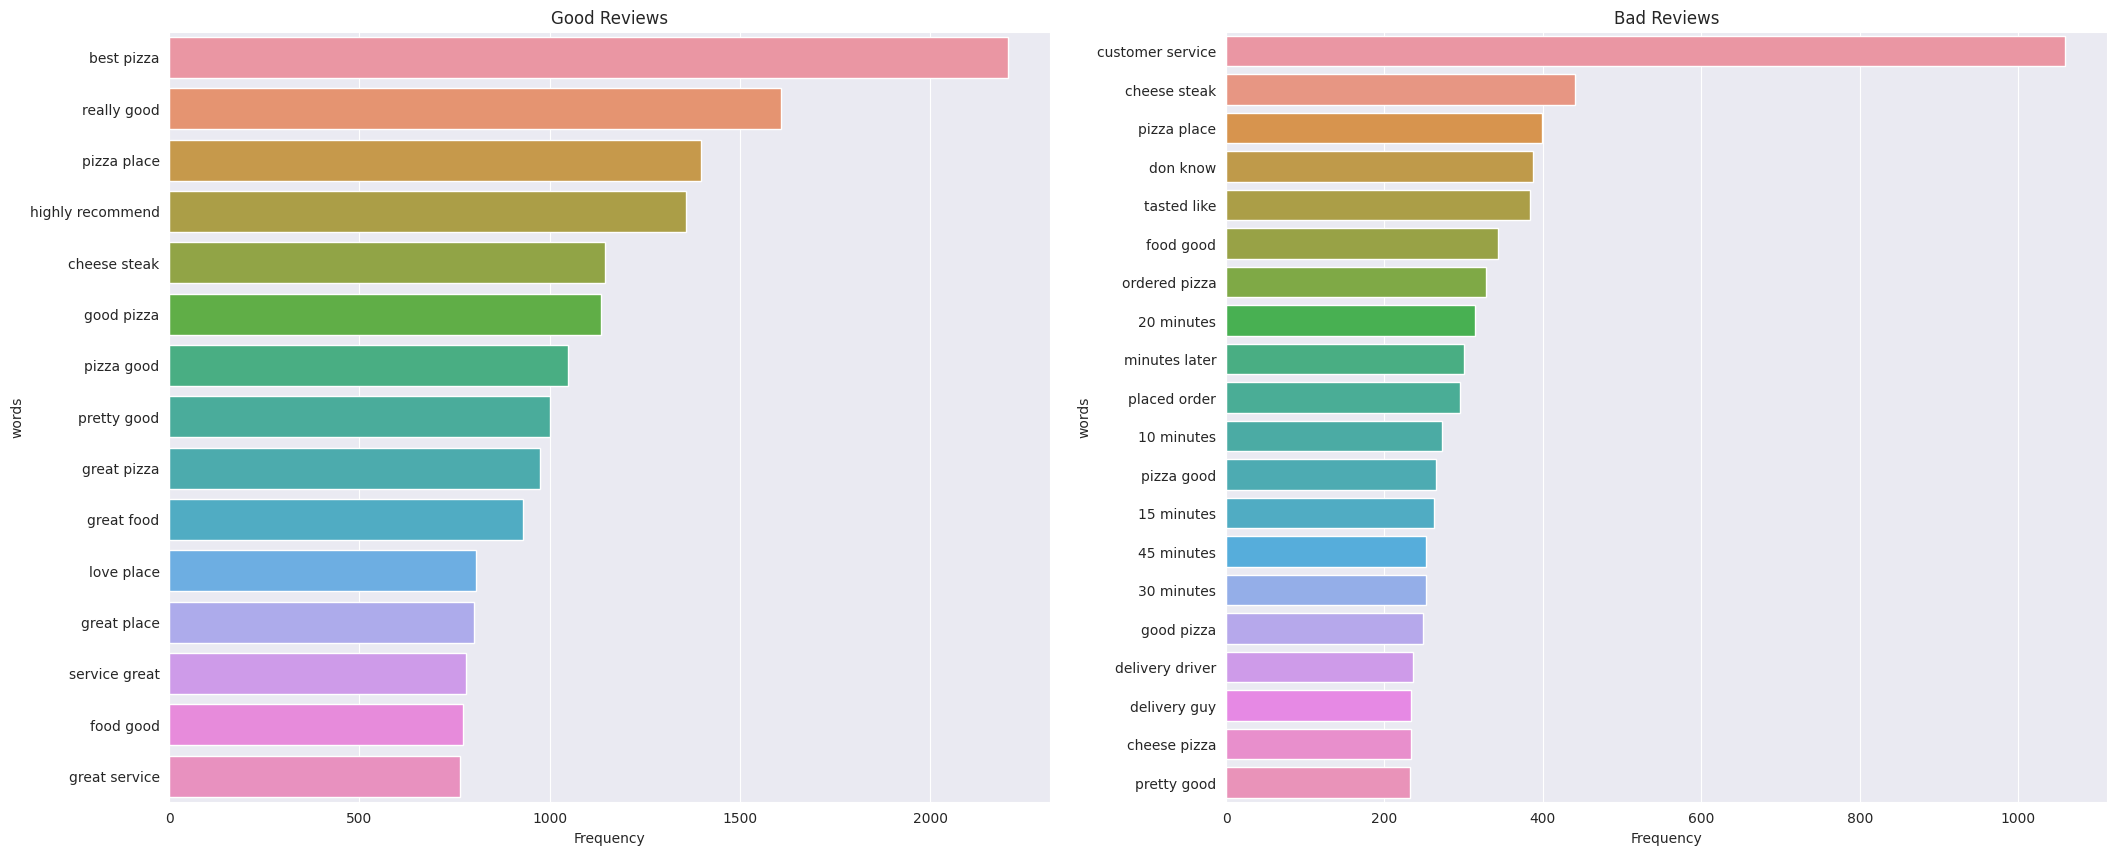 Good Reviews
best pizza
really good
pizza place
highly recommend
cheese steak
good pizza
pizza good
pretty good
great pizza
great food
love place
great place
service great
food good
great service
words
0 500 1000 1500 2000
Frequency
Bad Reviews
customer service
cheese steak
pizza place
don know
tasted like
food good
ordered pizza
20 minutes
minutes later
placed order
10 minutes
pizza good
15 minutes
45 minutes
30 minutes
good pizza
delivery driver
delivery guy
cheese pizza
pretty good
words
0 200 400 600 800 1000
Frequency